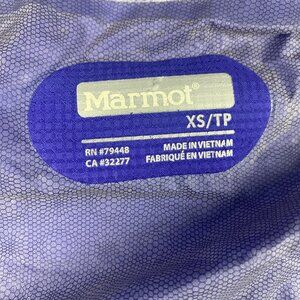 Marmot®
XS/TP
RN #79448
CA #32277
MADE IN VIETNAM
FABRIQUÉ EN VIETNAM